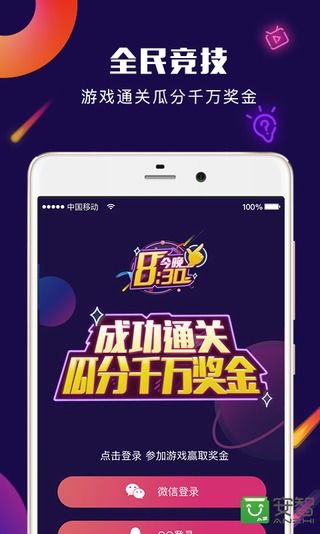 全民竞技
游戏通关瓜分千万奖金
中国移动
100%
今晚
8:30
成功通关
瓜分千万奖金
点击登录 参加游戏赢取奖金
微信登录
QQ登录
安智
ANZHI